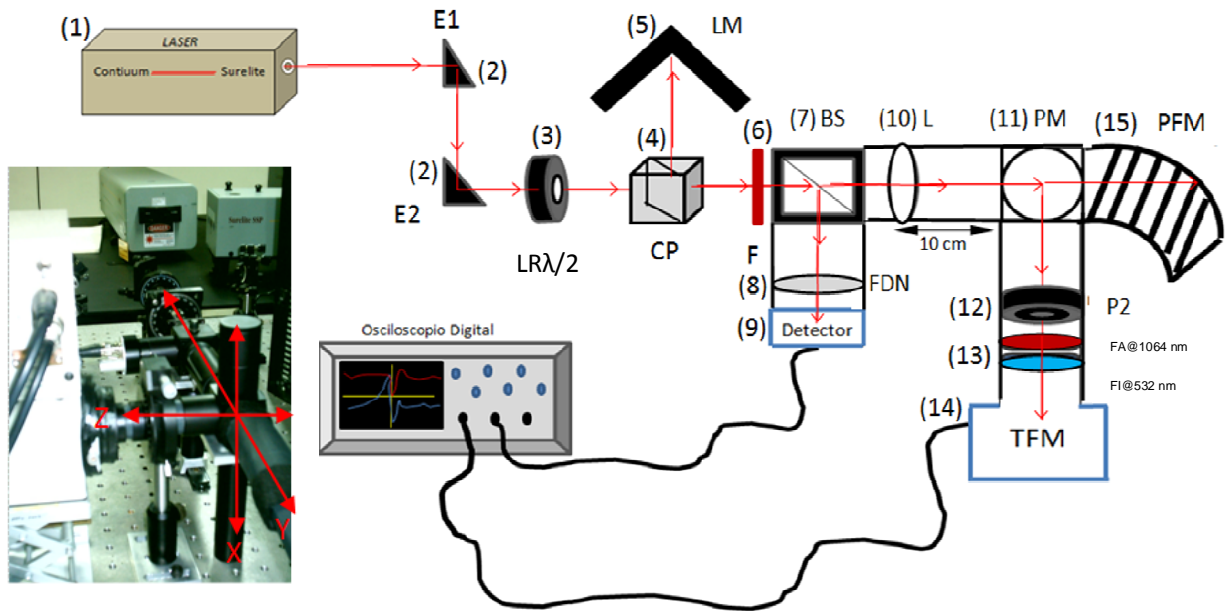 (1)
LASER
Contiuum
Surelite
E1
(2)
(2)
E2
(3)
LRλ/2
(4)
CP
(5)
LM
(6)
F
(7) BS
(8)
FDN
(9)
Detector
(10) L
10 cm
(11) PM
(15)
PFM
(12)
P2
(13)
FA@1064 nm
FI@532 nm
(14)
TFM
Osciloscopio Digital
Surelite SSP
DANGER
Z
Y
X